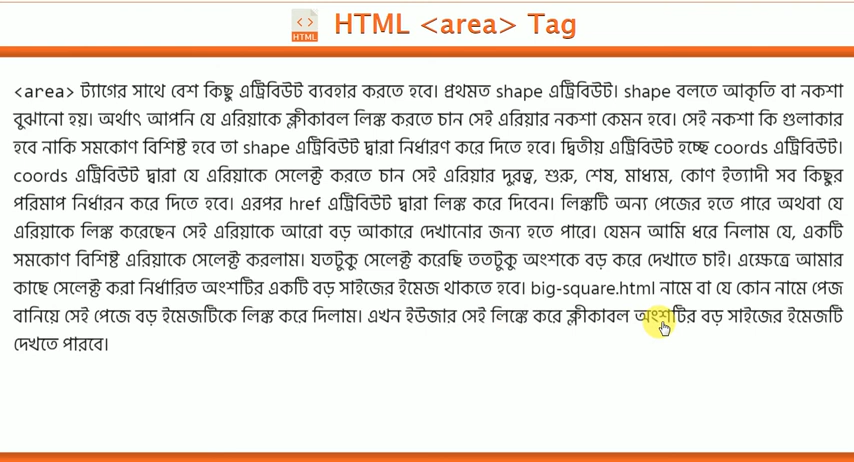 HTML
HTML <area> Tag
<area> ট্যাগের সাথে বেশ কিছু এট্রিবিউট ব্যবহার করতে হবে। প্রথমত shape এট্রিবিউট। shape বলতে আকৃতি বা নকশা
বুঝানো হয়। অর্থাৎ আপনি যে এরিয়াকে ক্লীকাবল লিঙ্ক করতে চান সেই এরিয়ার নকশা কেমন হবে। সেই নকশা কি গুলাকার
হবে নাকি সমকোণ বিশিষ্ট হবে তা shape এট্রিবিউট দ্বারা নির্ধারণ করে দিতে হবে। দ্বিতীয় এট্রিবিউট হচ্ছে coords এট্রিবিউট।
coords এট্রিবিউট দ্বারা যে এরিয়াকে সেলেক্ট করতে চান সেই এরিয়ার দুরত্ব, শুরু, শেষ, মাধ্যম, কোণ ইত্যাদী সব কিছুর
পরিমাপ নির্ধারন করে দিতে হবে। এরপর href এট্রিবিউট দ্বারা লিঙ্ক করে দিবেন। লিঙ্কটি অন্য পেজের হতে পারে অথবা যে
এরিয়াকে লিঙ্ক করেছেন সেই এরিয়াকে আরো বড় আকারে দেখানোর জন্য হতে পারে। যেমন আমি ধরে নিলাম যে, একটি
সমকোণ বিশিষ্ট এরিয়াকে সেলেক্ট করলাম। যতটুকু সেলেক্ট করেছি ততটুকু অংশকে বড় করে দেখাতে চাই। এক্ষেত্রে আমার
কাছে সেলেক্ট করা নির্ধারিত অংশটির একটি বড় সাইজের ইমেজ থাকতে হবে। big-square.html নামে বা যে কোন নামে পেজ
বানিয়ে সেই পেজে বড় ইমেজটিকে লিঙ্ক করে দিলাম। এখন ইউজার সেই লিঙ্কে করে ক্লীকাবল অংশটির বড় সাইজের ইমেজটি
দেখতে পারবে।